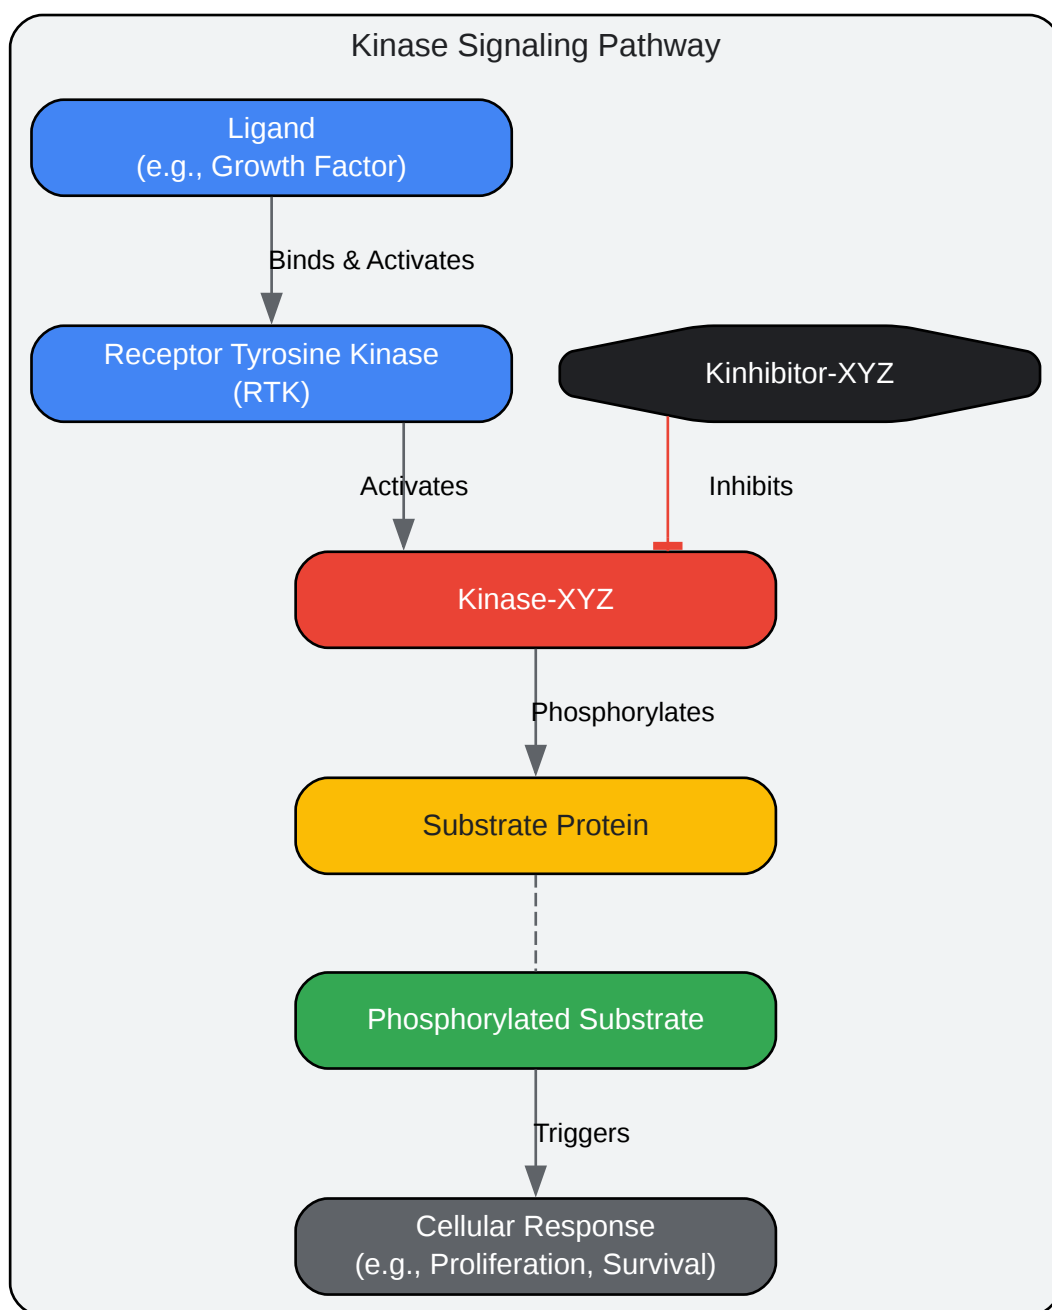 Kinase Signaling Pathway
Ligand
(e.g., Growth Factor)
Binds & Activates
Receptor Tyrosine Kinase
(RTK)
Kinhibitor-XYZ
Activates
Inhibits
Kinase-XYZ
Phosphorylates
Substrate Protein
Phosphorylated Substrate
Triggers
Cellular Response
(e.g., Proliferation, Survival)